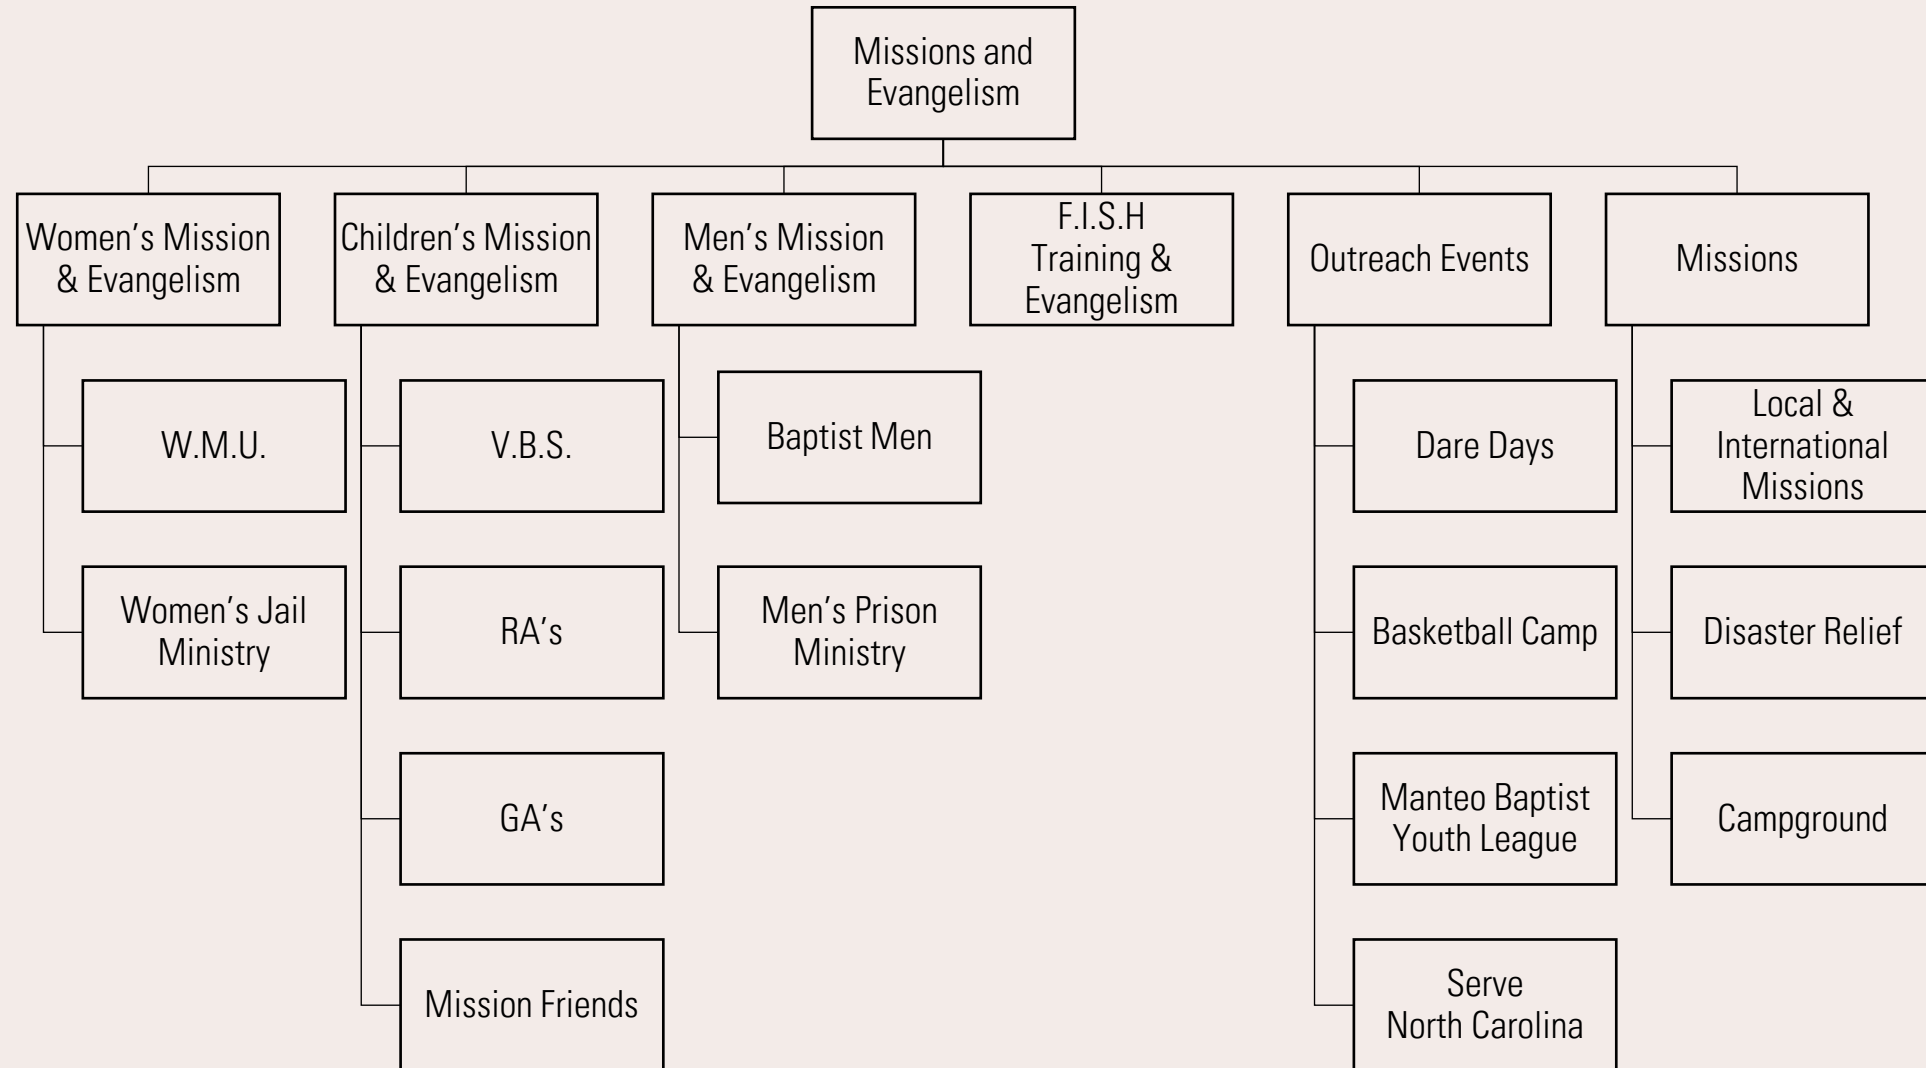 Missions and
Evangelism
Women's Mission
& Evangelism
Children's Mission
& Evangelism
Men's Mission
& Evangelism
F.I.S.H
Training &
Evangelism
Outreach Events
Missions
W.M.U.
Women's Jail
Ministry
V.B.S.
RA's
GA's
Mission Friends
Baptist Men
Men's Prison
Ministry
Dare Days
Basketball Camp
Manteo Baptist
Youth League
Serve
North Carolina
Local &
International
Missions
Disaster Relief
Campground